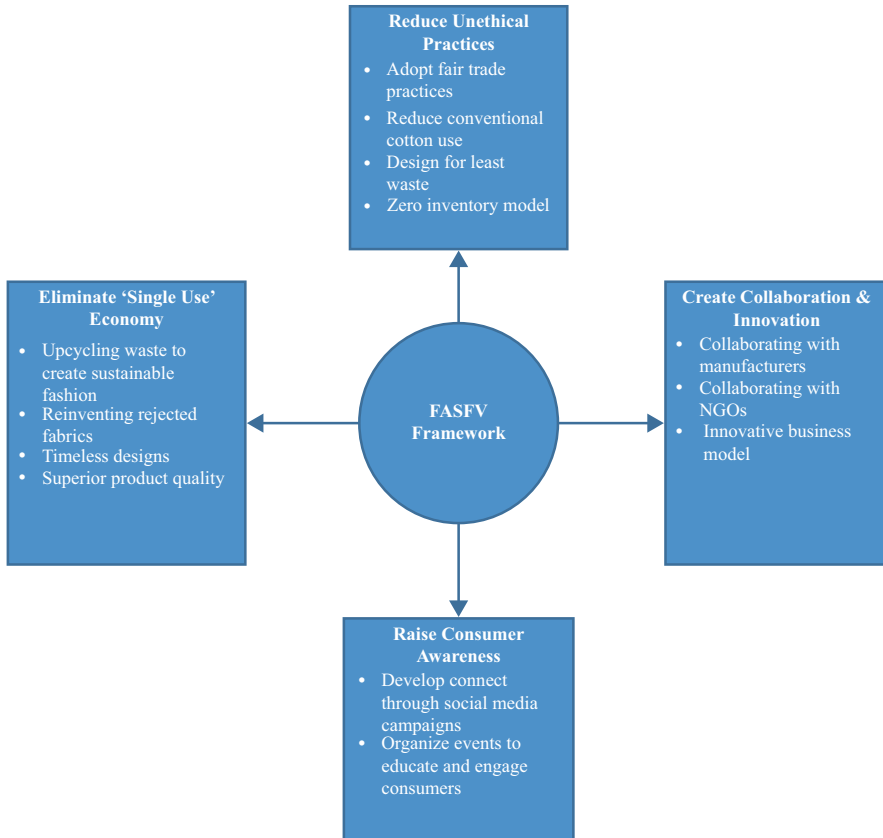 Reduce Unethical
Practices
• Adopt fair trade
practices
• Reduce conventional
cotton use
• Design for least
waste
• Zero inventory model
Eliminate ‘Single Use’
Economy
• Upcycling waste to
create sustainable
fashion
• Reinventing rejected
fabrics
• Timeless designs
• Superior product quality
FASFV
Framework
Create Collaboration &
Innovation
• Collaborating with
manufacturers
• Collaborating with
NGOs
• Innovative business
model
Raise Consumer
Awareness
• Develop connect
through social media
campaigns
• Organize events to
educate and engage
consumers